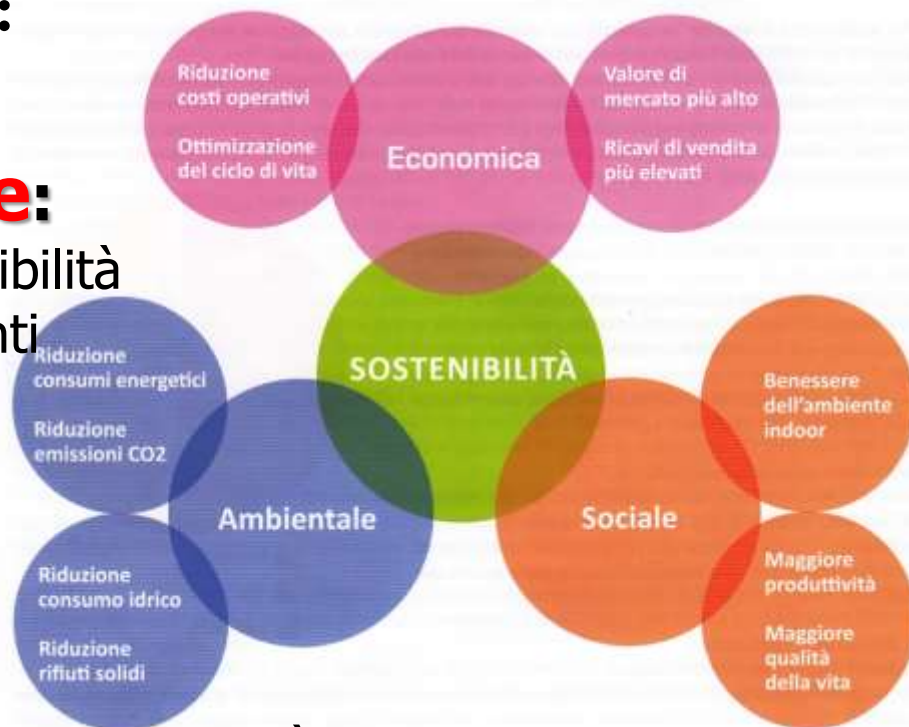 :
e:
ibilità
nti
Riduzione
costi operativi
Ottimizzazione
del ciclo di vita
Economica
Valore di
mercato più alto
Ricavi di vendita
più elevati
SOSTENIBILITÀ
Riduzione
consumi energetici
Riduzione
emissioni CO2
Ambientale
Riduzione
consumo idrico
Riduzione
rifiuti solidi
Sociale
Benessere
dell'ambiente
indoor
Maggiore
produttività
Maggiore
qualità
della vita